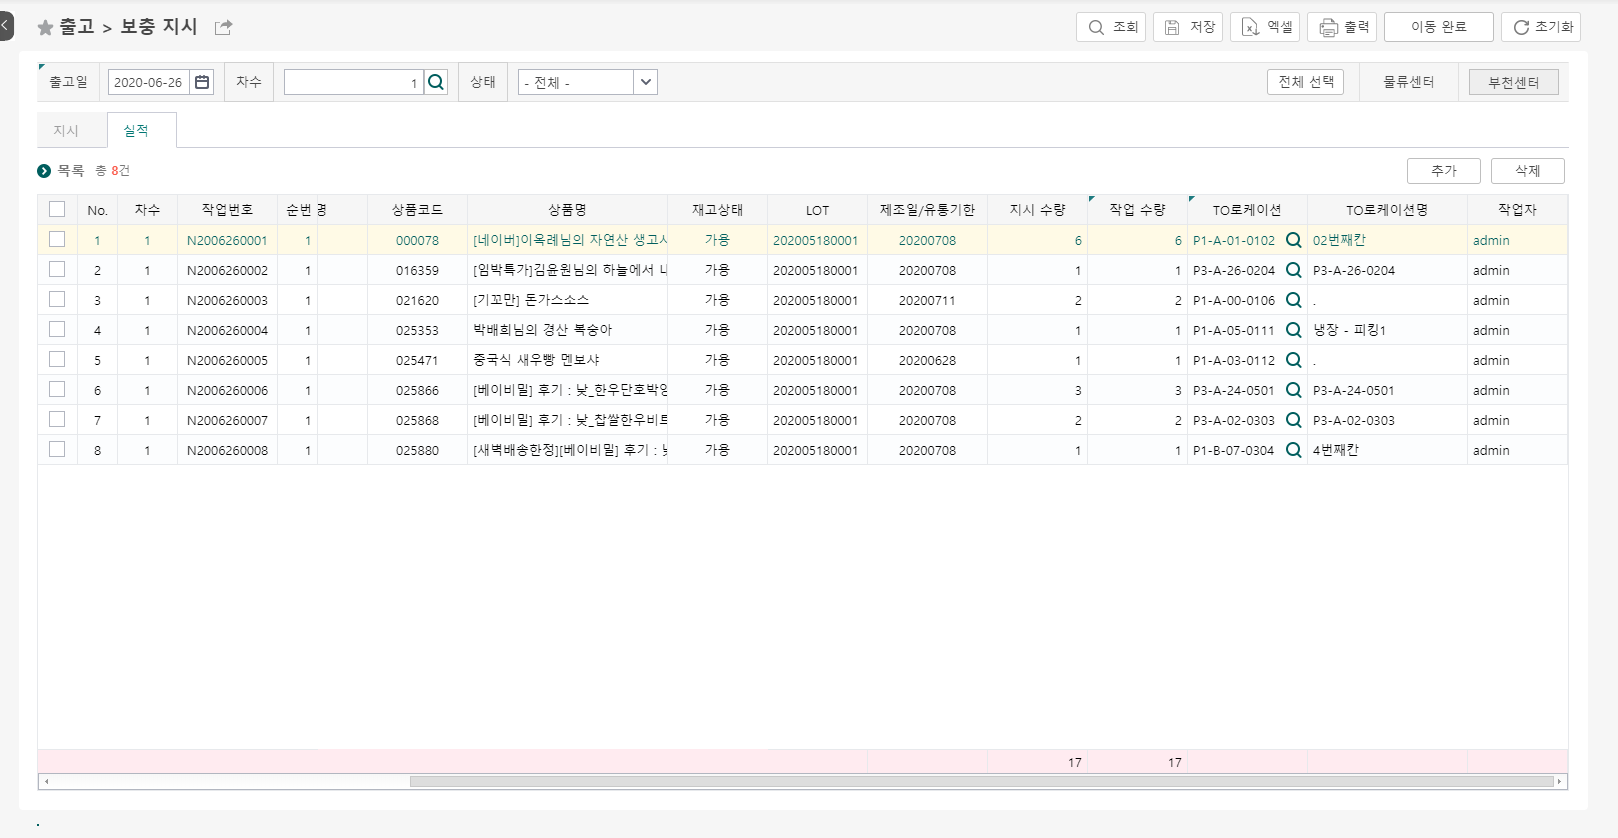 출고 > 보충 지시
조회 저장 엑셀 출력 이동 완료 초기화
출고일 2020-06-26 차수 1 상태 - 전체 - 전체 선택 물류센터 부천센터
지시 실적
목록 총 8건 추가 삭제
No. 차수 작업번호 순번 명 상품코드 상품명 재고상태 LOT 제조일/유통기한 지시 수량 작업 수량 TO로케이션 TO로케이션명 작업자
1 1 N2006260001 1 000078 [네이버]이옥례님의 자연산 생고사 가용 202005180001 20200708 6 6 P1-A-01-0102 02번째칸 admin
2 1 N2006260002 1 016359 [임박특가]김윤원님의 하늘에서 내 가용 202005180001 20200708 1 1 P3-A-26-0204 P3-A-26-0204 admin
3 1 N2006260003 1 021620 [기꼬만] 돈가스소스 가용 202005180001 20200711 2 2 P1-A-00-0106 . admin
4 1 N2006260004 1 025353 박배희님의 경산 복숭아 가용 202005180001 20200708 1 1 P1-A-05-0111 냉장 - 피킹1 admin
5 1 N2006260005 1 025471 중국식 새우빵 멘보샤 가용 202005180001 20200628 1 1 P1-A-03-0112 . admin
6 1 N2006260006 1 025866 [베이비밀] 후기 : 낮_한우단호박영 가용 202005180001 20200708 3 3 P3-A-24-0501 P3-A-24-0501 admin
7 1 N2006260007 1 025868 [베이비밀] 후기 : 낮_찹쌀한우비트 가용 202005180001 20200708 2 2 P3-A-02-0303 P3-A-02-0303 admin
8 1 N2006260008 1 025880 [새벽배송한정][베이비밀] 후기 : 가용 202005180001 20200708 1 1 P1-B-07-0304 4번째칸 admin
17 17